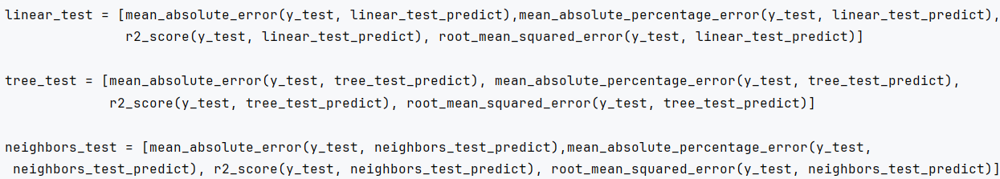 linear_test = [mean_absolute_error(y_test, linear_test_predict),mean_absolute_percentage_error(y_test, linear_test_predict),
r2_score(y_test, linear_test_predict), root_mean_squared_error(y_test, linear_test_predict)]
tree_test = [mean_absolute_error(y_test, tree_test_predict), mean_absolute_percentage_error(y_test, tree_test_predict),
r2_score(y_test, tree_test_predict), root_mean_squared_error(y_test, tree_test_predict)]
neighbors_test = [mean_absolute_error(y_test, neighbors_test_predict),mean_absolute_percentage_error(y_test,
neighbors_test_predict), r2_score(y_test, neighbors_test_predict), root_mean_squared_error(y_test, neighbors_test_predict)]